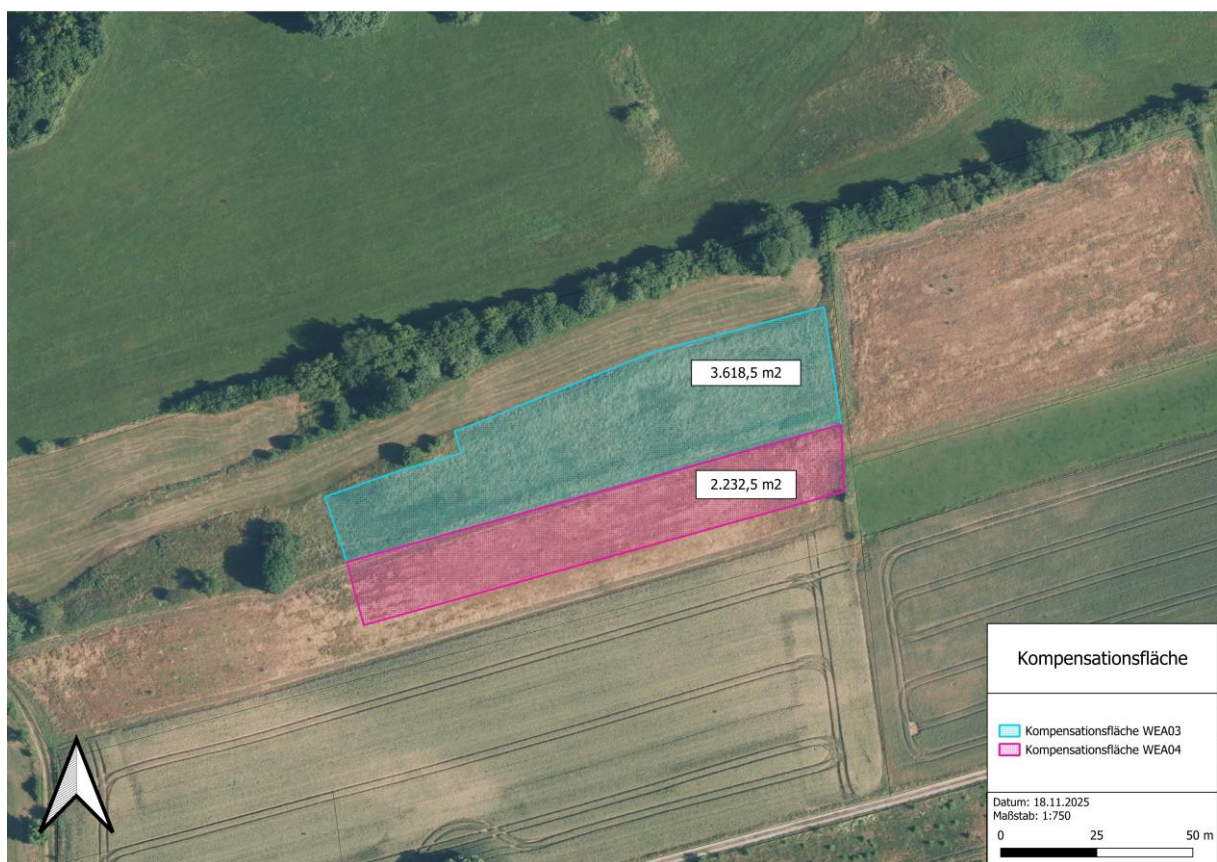 3.618,5 m2
2.232,5 m2
Kompensationsfläche
Kompensationsfläche WEA03
Kompensationsfläche WEA04
Datum: 18.11.2025
Maßstab: 1:750
0 25 50 m